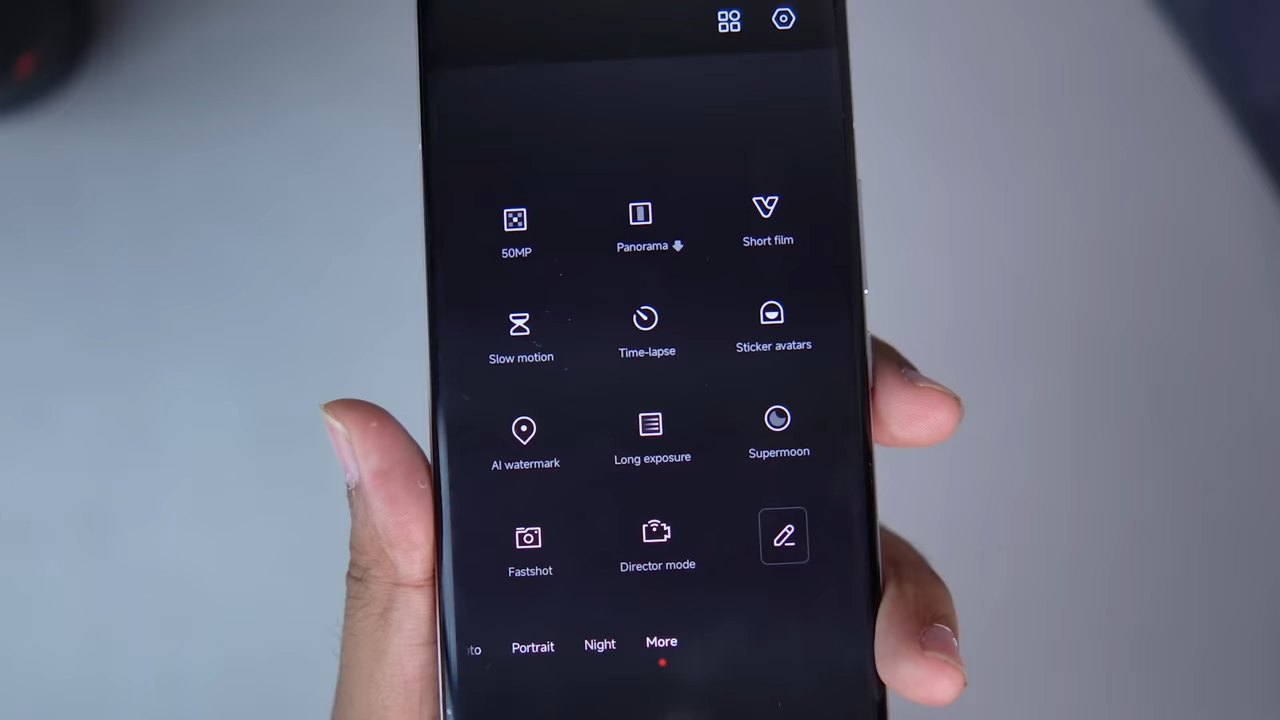 50MP
Panorama
Short film
Slow motion
Time-lapse
Sticker avatars
AI watermark
Long exposure
Supermoon
Fastshot
Director mode
to
Portrait
Night
More